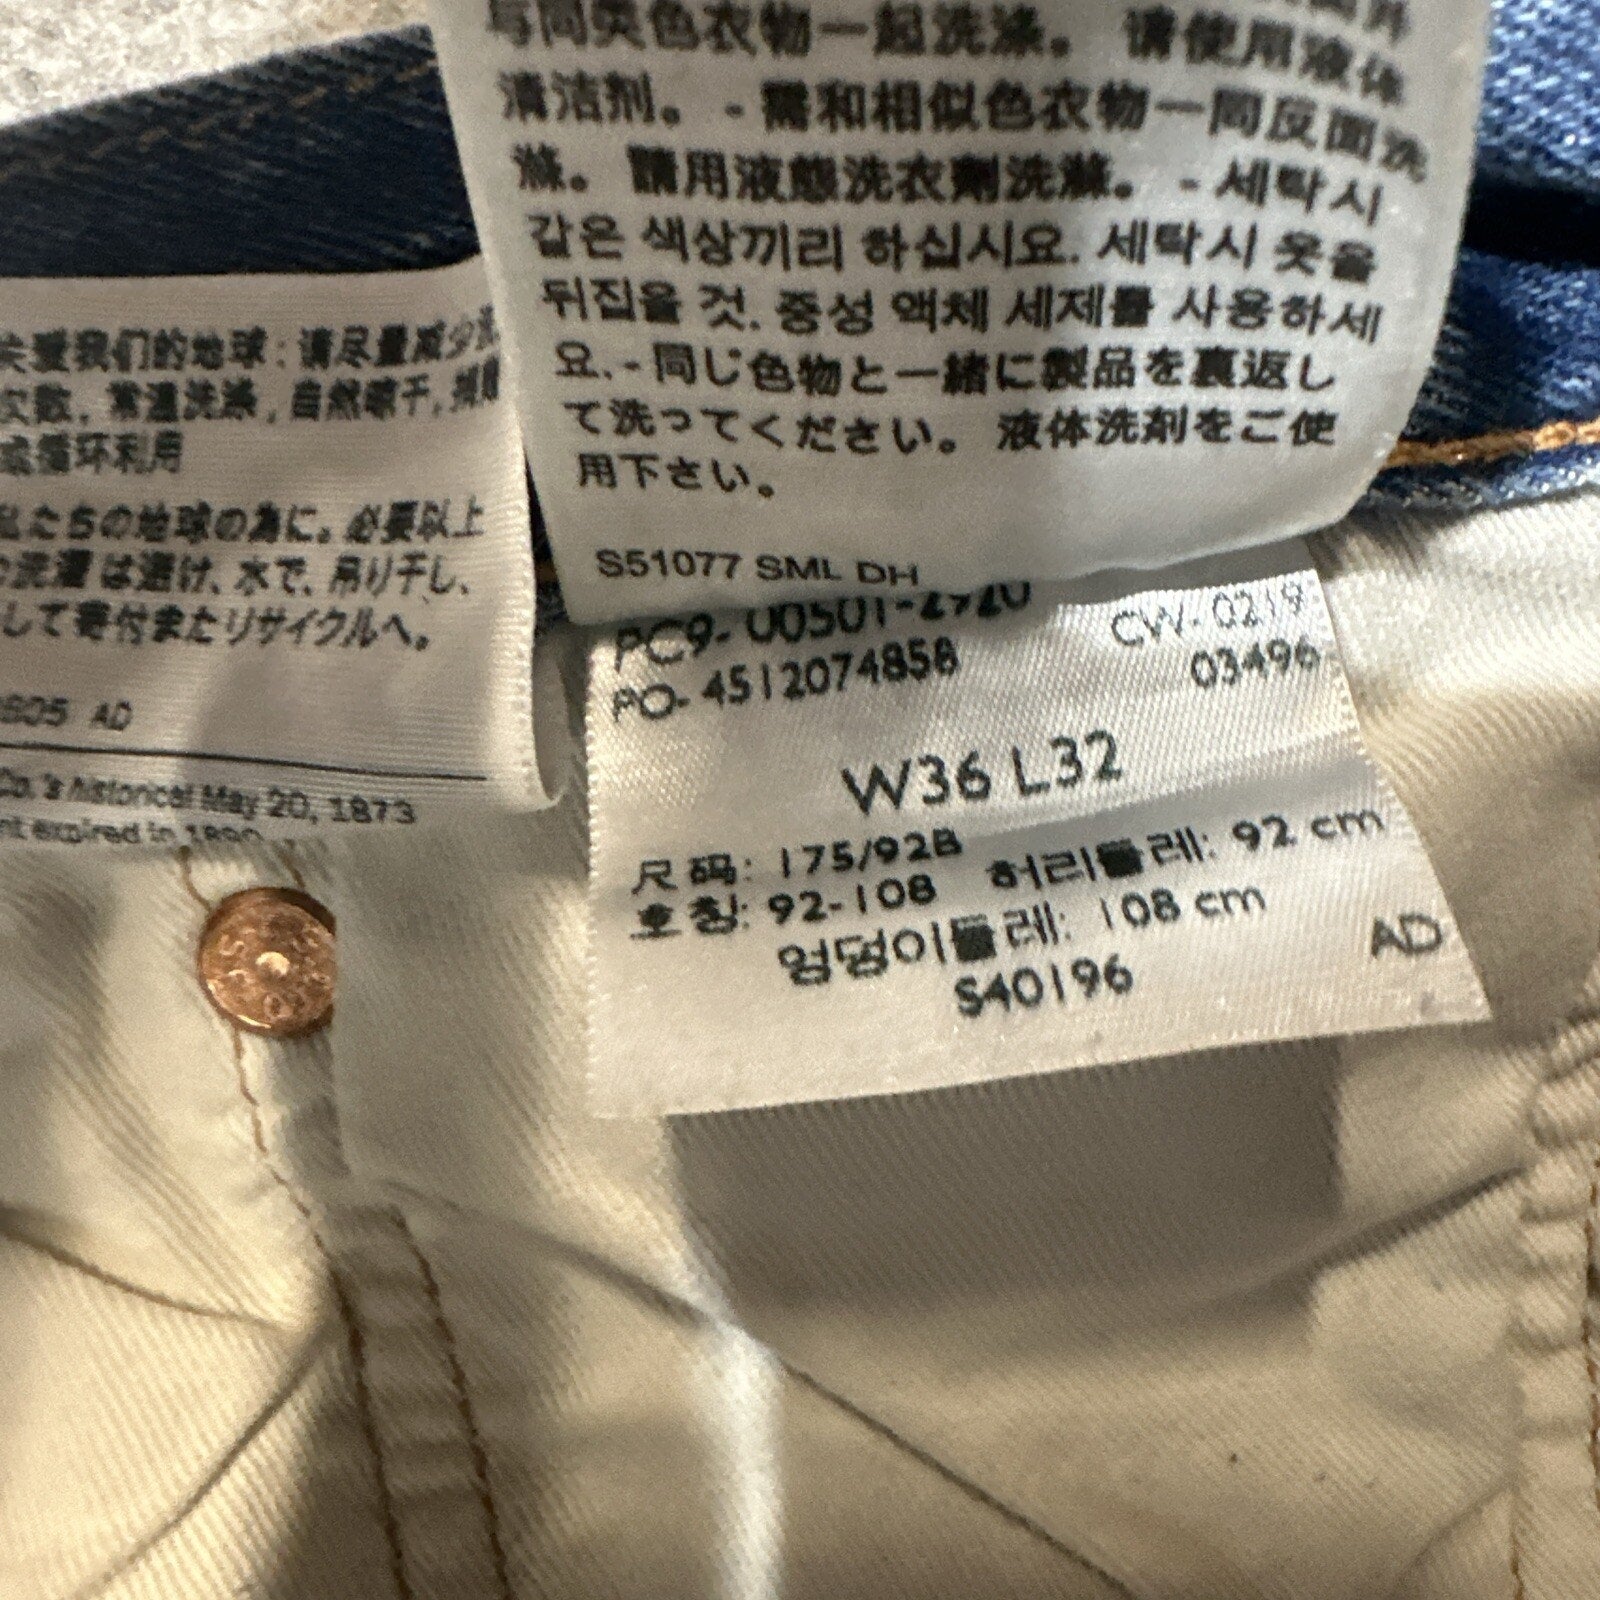 与同类色衣物一起洗涤。 请使用液体
清洁剂。 - 需和相似色衣物一同反面洗
滌。 請用液態洗衣劑洗滌。 - 세탁시
같은 색상끼리 하십시요. 세탁시 옷을
뒤집을 것. 중성 액체 세제를 사용하세
요. - 同じ色物と一緒に製品を裏返し
て洗ってください。 液体洗剤をご使
用下さい。
S51077 SML DH
关爱我们的地球 : 请尽量减少洗
次数, 常温洗涤, 自然晾干, 捐赠
或循环利用
私たちの地球の為に。必要以上
の洗濯は避け、水で、吊り干し、
して寄付またリサイクルへ。
AD
Co.'s historical May 20, 1873
nt expired in 1890
PC9-00501-2920
CW-0219
PO-4512074858
03496
W36 L32
尺码: 175/92B
허리둘레: 92 cm
호칭: 92-108
엉덩이둘레: 108 cm
AD
S40196